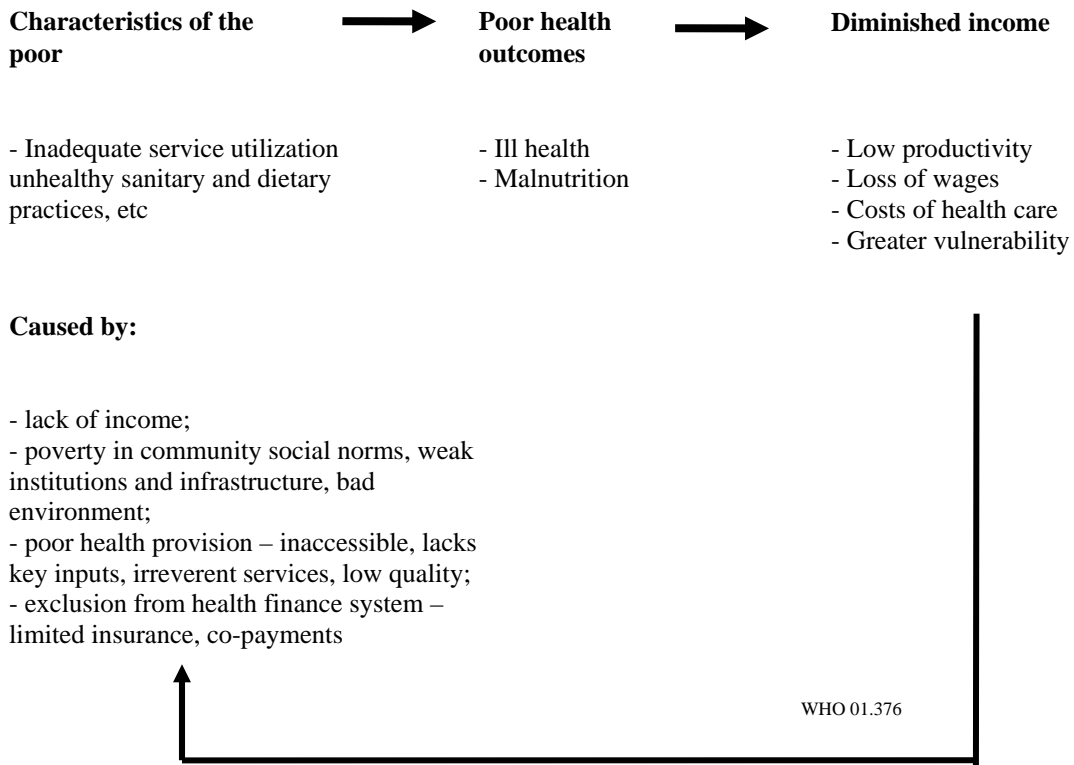 Characteristics of the
poor
Poor health
outcomes
Diminished income
- Inadequate service utilization
unhealthy sanitary and dietary
practices, etc
- Ill health
- Malnutrition
- Low productivity
- Loss of wages
- Costs of health care
- Greater vulnerability
Caused by:
- lack of income;
- poverty in community social norms, weak
institutions and infrastructure, bad
environment;
- poor health provision – inaccessible, lacks
key inputs, irreverent services, low quality;
- exclusion from health finance system –
limited insurance, co-payments
WHO 01.376